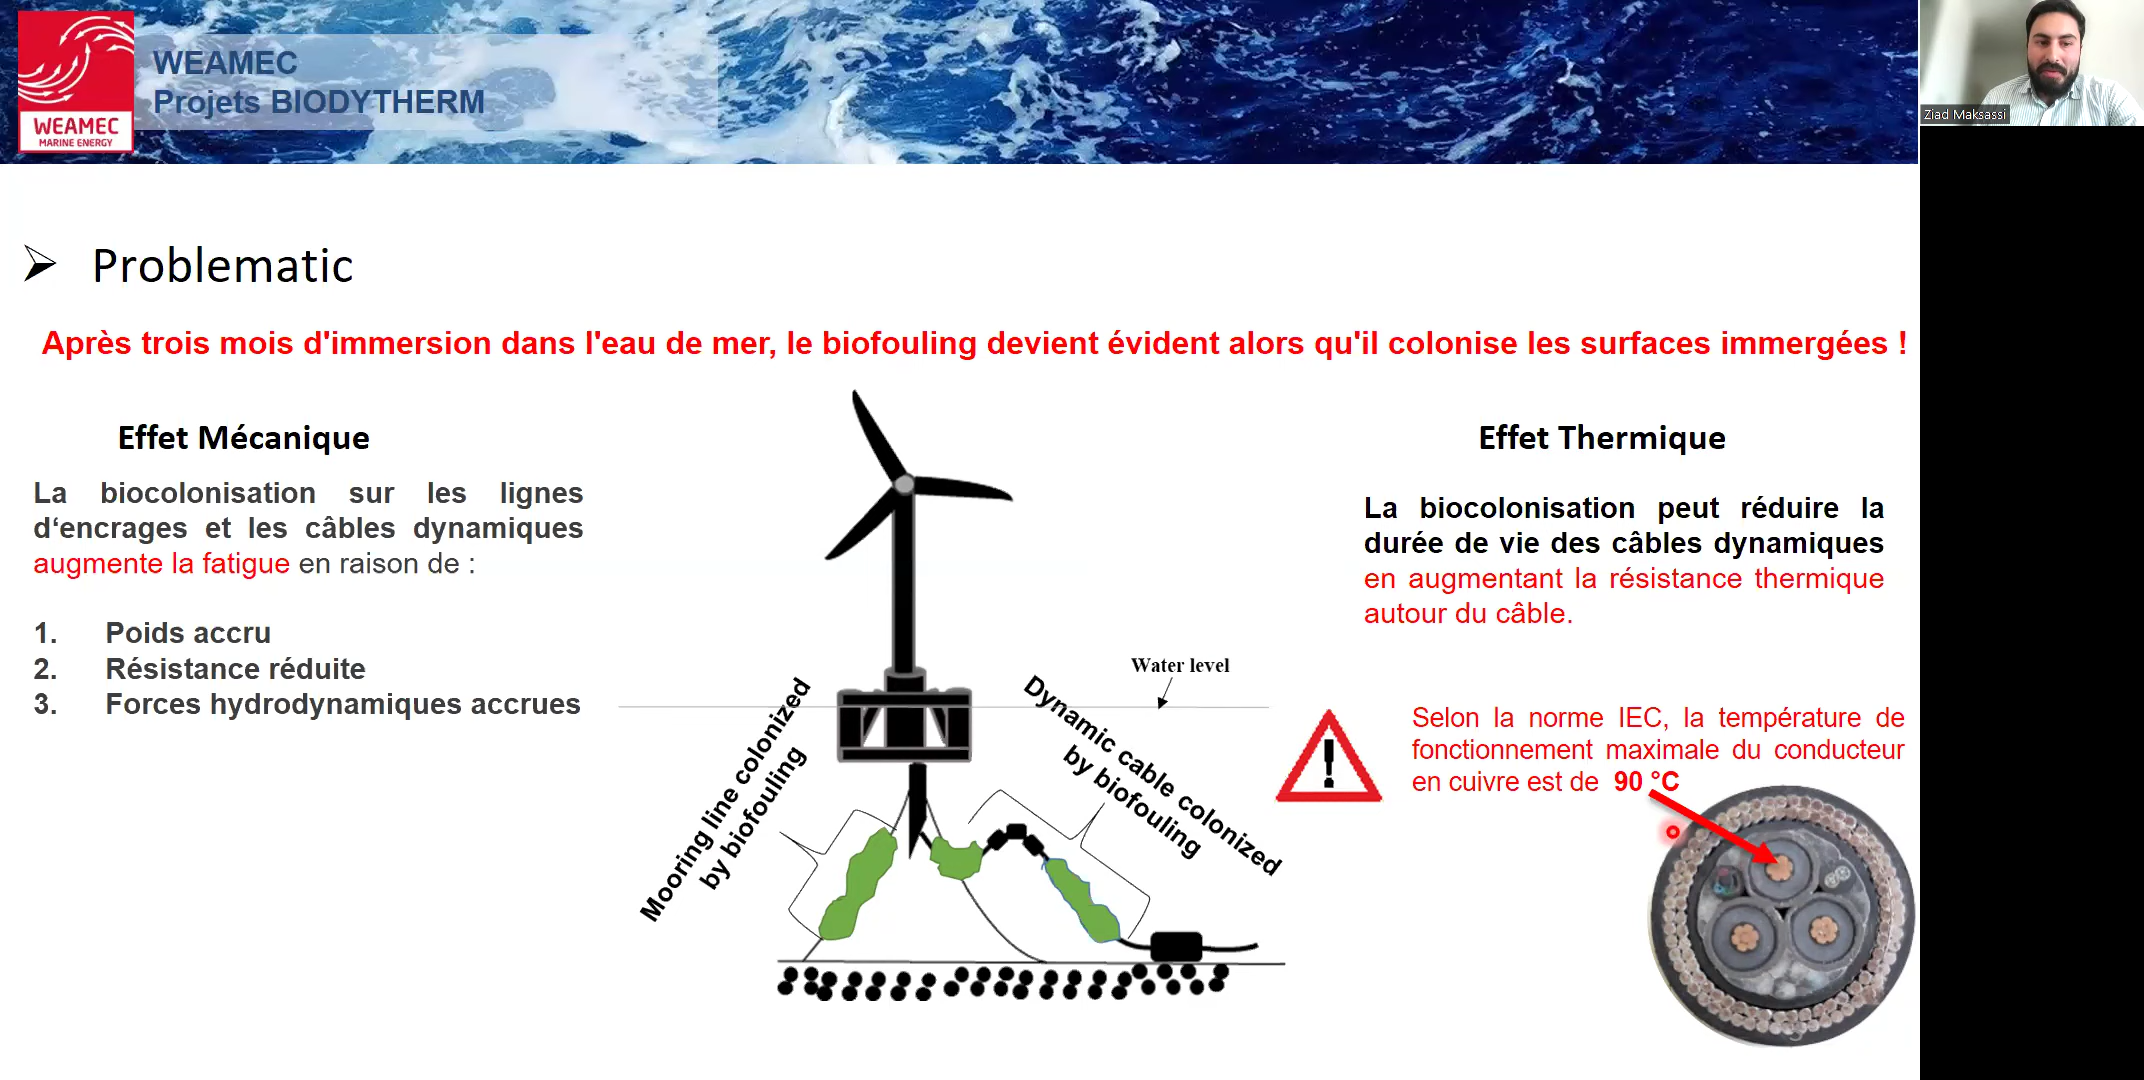 WEAMEC
Projets BIODYTHERM
WEAMEC
MARINE ENERGY
Ziad Maksassi
Problematic
Après trois mois d'immersion dans l'eau de mer, le biofouling devient évident alors qu'il colonise les surfaces immergées !
Effet Mécanique
La biocolonisation sur les lignes
d‘encrages et les câbles dynamiques
augmente la fatigue en raison de :
1. Poids accru
2. Résistance réduite
3. Forces hydrodynamiques accrues
Mooring line colonized
by biofouling
Water level
Dynamic cable colonized
by biofouling
Effet Thermique
La biocolonisation peut réduire la
durée de vie des câbles dynamiques
en augmentant la résistance thermique
autour du câble.
Selon la norme IEC, la température de
fonctionnement maximale du conducteur
en cuivre est de 90 °C